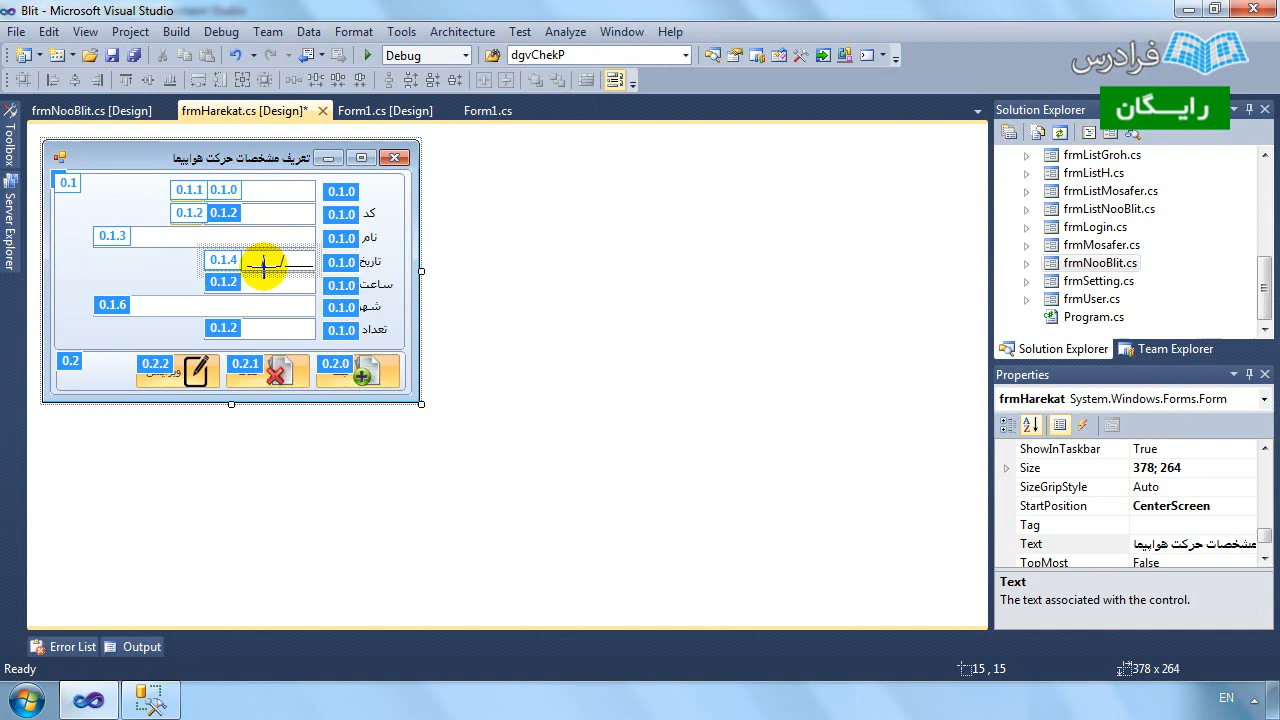 Blit - Microsoft Visual Studio
File Edit View Project Build Debug Team Data Format Tools Architecture Test Analyze Window Help
Debug dgvChekP
فرادرس
رایگان
frmNooBlit.cs [Design] frmHarekat.cs [Design]* Form1.cs [Design] Form1.cs
Toolbox
Server Explorer
تعریف مشخصات حرکت هواپیما
0.1
0.1.1 0.1.0 0.1.0
0.1.2 0.1.2 0.1.0 کد
0.1.3 0.1.0 نام
0.1.4 __/__/__ 0.1.0 تاریخ
0.1.2 0.1.0 ساعت
0.1.6 0.1.0 شهر
0.1.2 0.1.0 تعداد
0.2 0.2.2 0.2.1 0.2.0
ویرایش
Solution Explorer
frmListGroh.cs
frmListH.cs
frmListMosafer.cs
frmListNooBlit.cs
frmLogin.cs
frmMosafer.cs
frmNooBlit.cs
frmSetting.cs
frmUser.cs
Program.cs
Solution Explorer Team Explorer
Properties
frmHarekat System.Windows.Forms.Form
ShowInTaskbar True
Size 378; 264
SizeGripStyle Auto
StartPosition CenterScreen
Tag
Text مشخصات حرکت هواپیما
TopMost False
Text
The text associated with the control.
Error List Output
Ready 15 , 15 378 x 264
EN